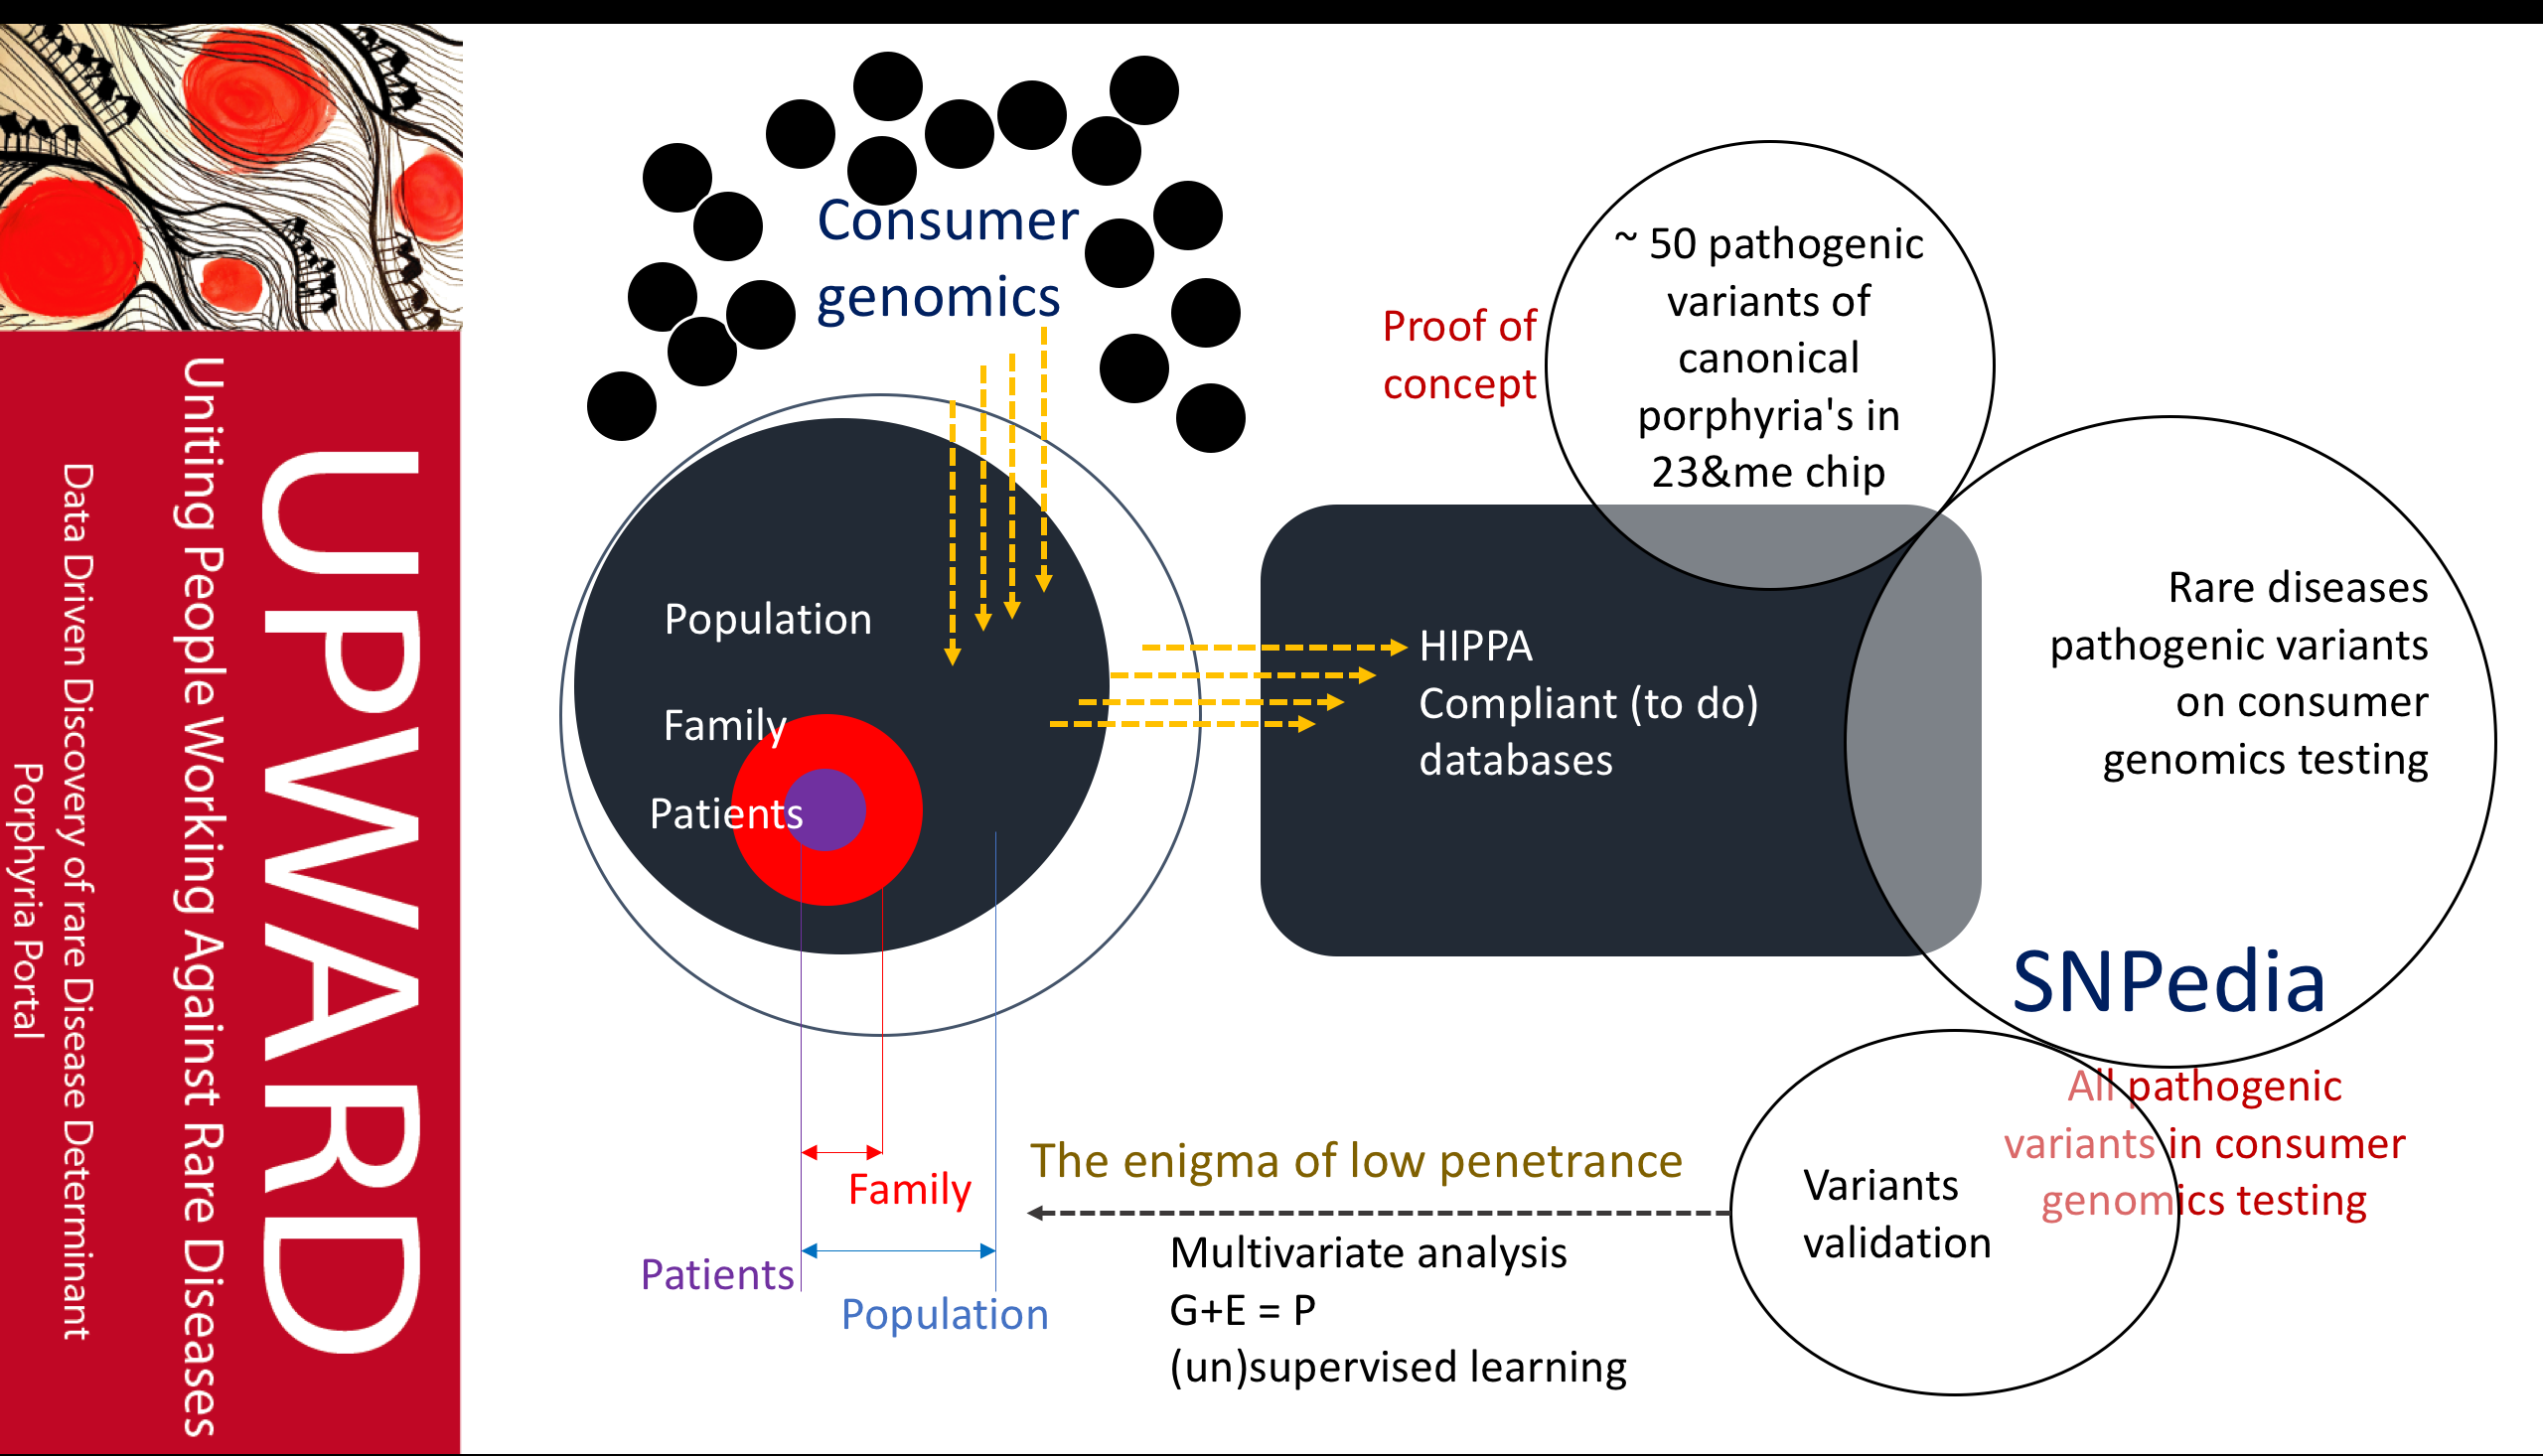 UPWARD
Uniting People Working Against Rare Diseases
Data Driven Discovery of rare Disease Determinant
Porphyria Portal
Consumer
genomics
Population
Family
Patients
Proof of
concept
~ 50 pathogenic
variants of
canonical
porphyria's in
23&me chip
HIPPA
Compliant (to do)
databases
Rare diseases
pathogenic variants
on consumer
genomics testing
SNPedia
All pathogenic
variants in consumer
genomics testing
Variants
validation
The enigma of low penetrance
Multivariate analysis
G+E = P
(un)supervised learning
Family
Patients
Population